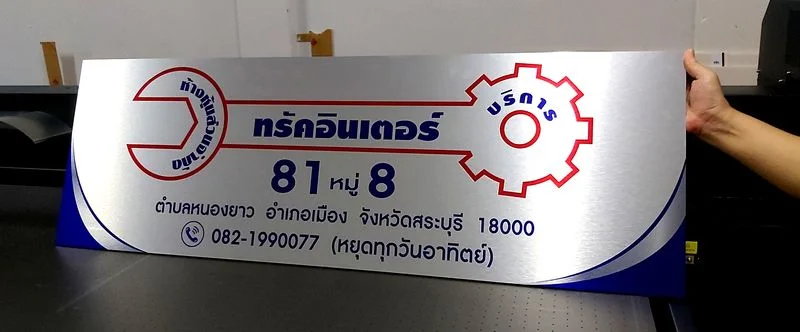 ห้างหุ้นส่วนจำกัด
ทรัคอินเตอร์
บริการ
81 หมู่ 8
ตำบลหนองยาว อำเภอเมือง จังหวัดสระบุรี 18000
082-1990077 (หยุดทุกวันอาทิตย์)